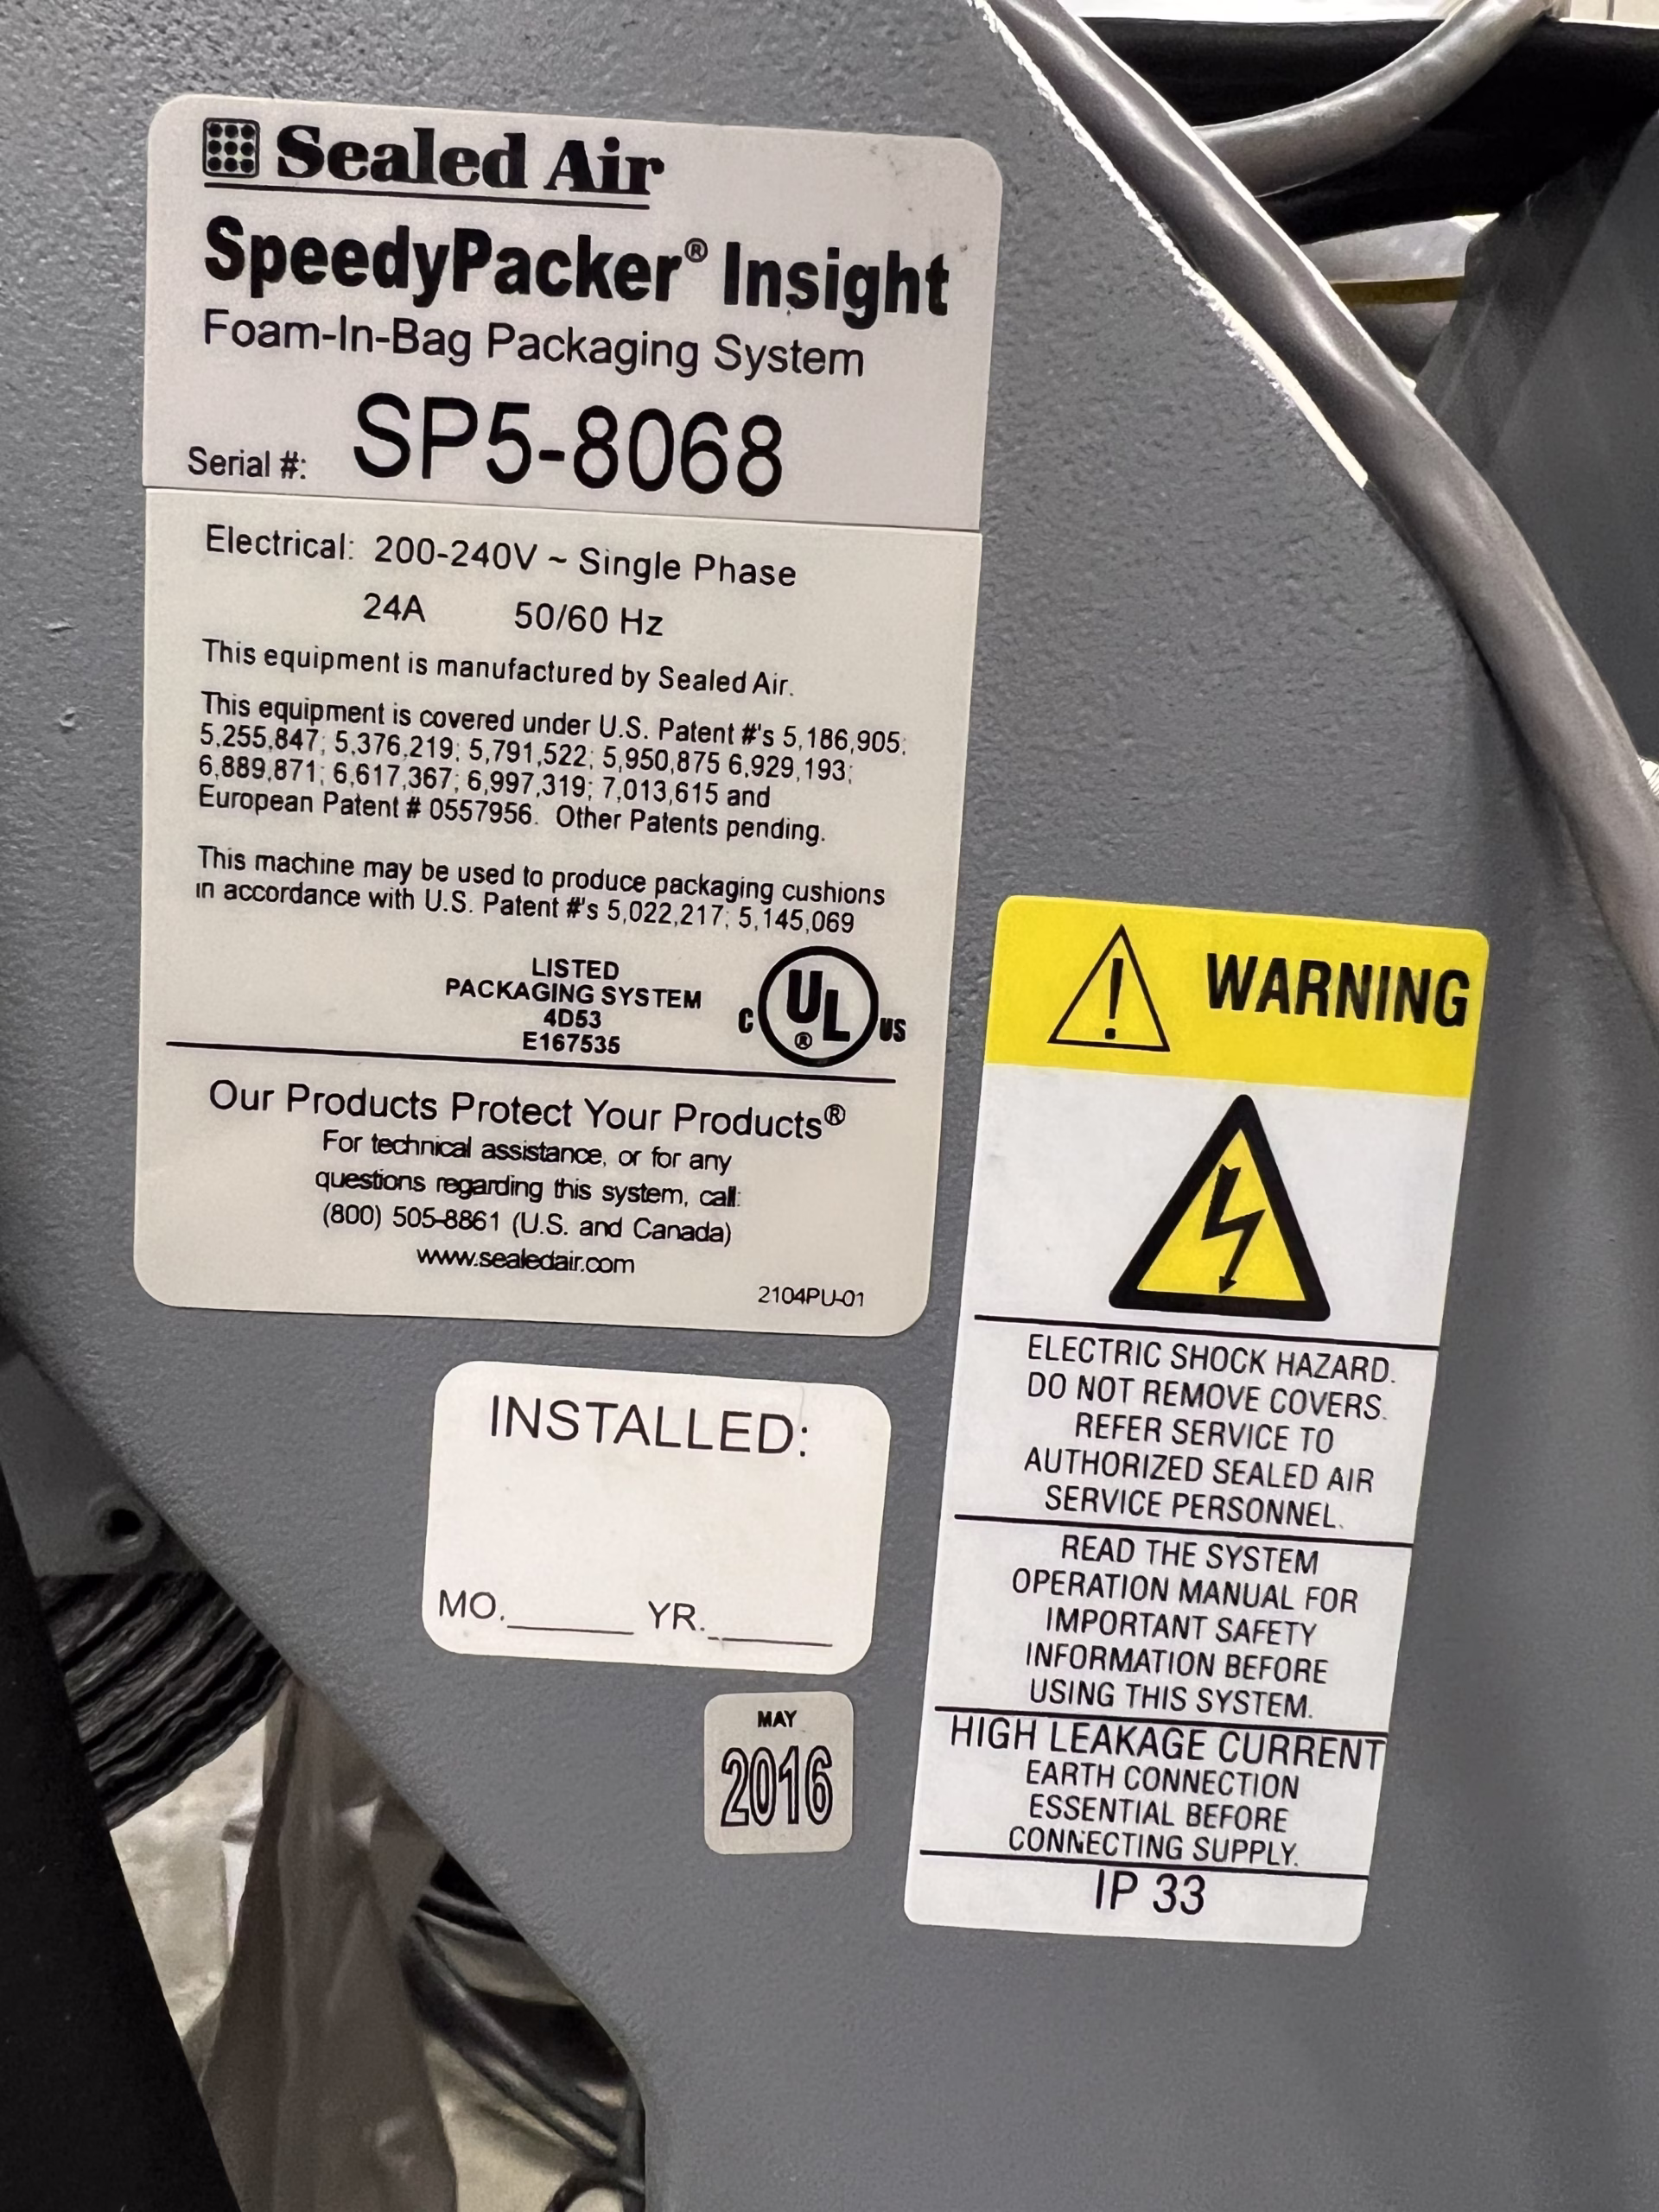 Sealed Air
SpeedyPacker® Insight
Foam-In-Bag Packaging System
Serial #: SP5-8068
Electrical: 200-240V ~ Single Phase
24A 50/60 Hz
This equipment is manufactured by Sealed Air.
This equipment is covered under U.S. Patent #'s 5,186,905;
5,255,847; 5,376,219; 5,791,522; 5,950,875 6,929,193;
6,889,871; 6,617,367; 6,997,319; 7,013,615 and
European Patent # 0557956. Other Patents pending.
This machine may be used to produce packaging cushions
in accordance with U.S. Patent #'s 5,022,217; 5,145,069
LISTED
PACKAGING SYSTEM
4D53
E167535
C UL® US
Our Products Protect Your Products®
For technical assistance, or for any
questions regarding this system, call:
(800) 505-8861 (U.S. and Canada)
www.sealedair.com
2104PU-01
INSTALLED:
MO.______ YR.______
MAY
2016
WARNING
ELECTRIC SHOCK HAZARD.
DO NOT REMOVE COVERS.
REFER SERVICE TO
AUTHORIZED SEALED AIR
SERVICE PERSONNEL.
READ THE SYSTEM
OPERATION MANUAL FOR
IMPORTANT SAFETY
INFORMATION BEFORE
USING THIS SYSTEM.
HIGH LEAKAGE CURRENT
EARTH CONNECTION
ESSENTIAL BEFORE
CONNECTING SUPPLY.
IP 33